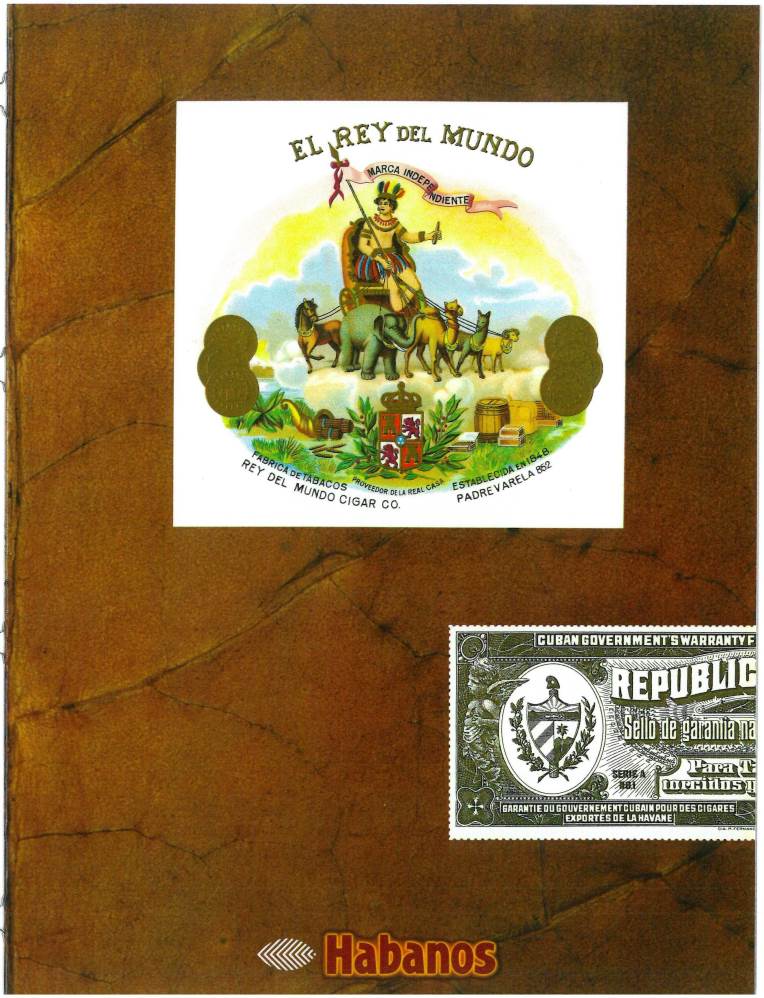 EL REY DEL MUNDO
MARCA INDEPENDIENTE
FABRICA DE TABACOS
REY DEL MUNDO CIGAR CO.
PROVEEDOR DE LA REAL CASA
ESTABLECIDA EN 1848
PADRE VARELA 852
CUBAN GOVERNMENT'S WARRANTY F
REPUBLIC
Sello de garantia na
Para T
torcidos y
SERIE A
GARANTIE DU GOUVERNEMENT CUBAIN POUR DES CIGARES
EXPORTÉS DE LA HAVANE
Habanos